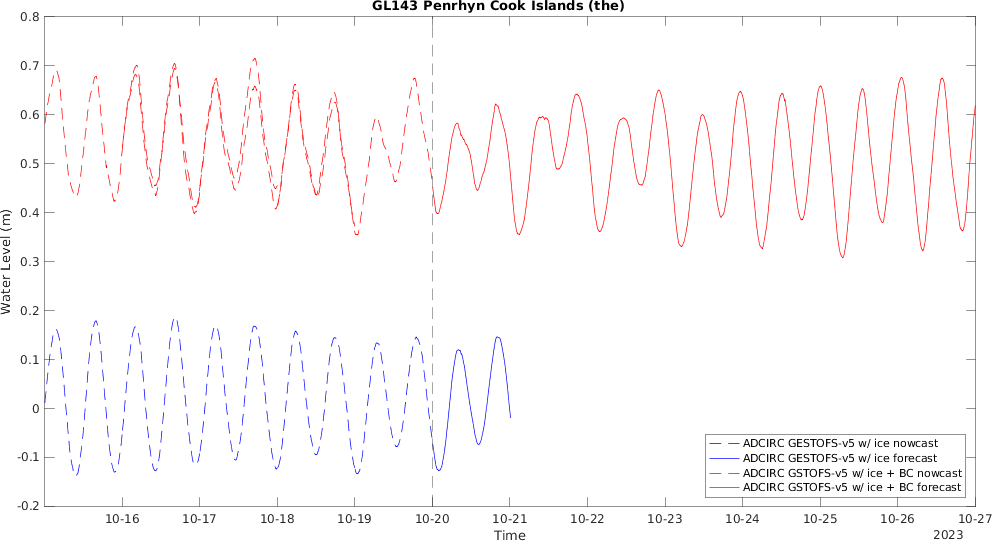 GL143 Penrhyn Cook Islands (the)
0.8
0.7
0.6
0.5
0.4
0.3
0.2
0.1
0
-0.1
-0.2
Water Level (m)
ADCIRC GESTOFS-v5 w/ ice nowcast
ADCIRC GESTOFS-v5 w/ ice forecast
ADCIRC GSTOFS-v5 w/ ice + BC nowcast
ADCIRC GSTOFS-v5 w/ ice + BC forecast
10-16 10-17 10-18 10-19 10-20 10-21 10-22 10-23 10-24 10-25 10-26 10-27
Time
2023